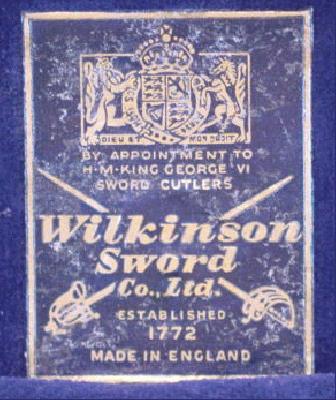 DIEU ET MON DROIT
BY APPOINTMENT TO
H·M·KING GEORGE VI
SWORD CUTLERS
Wilkinson
Sword
Co., Ltd.
ESTABLISHED
1772
MADE IN ENGLAND